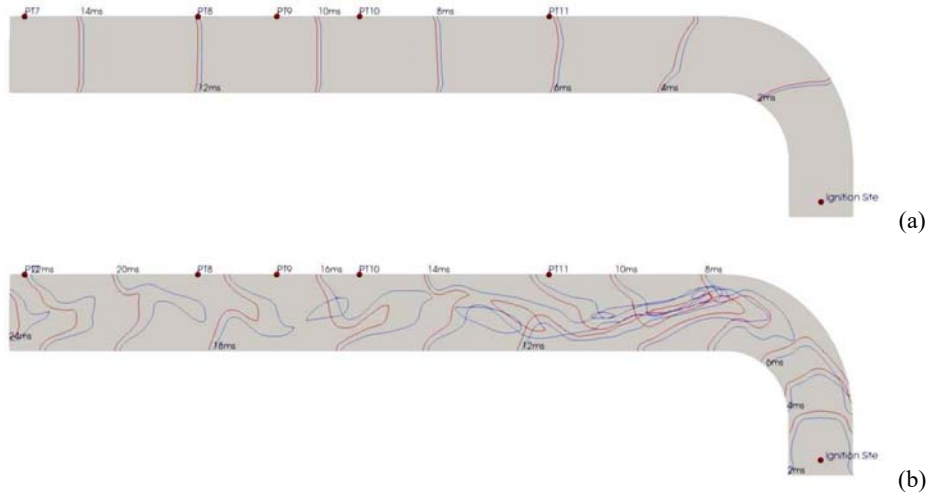 PT7 14ms PT8 PT9 10ms PT10 8ms PT11
12ms 6ms 4ms 2ms
Ignition Site
(a)
20ms PT8 PT9 16ms PT10 14ms PT11 10ms 8ms
24ms 18ms 12ms 6ms
4ms
Ignition Site
2ms
(b)